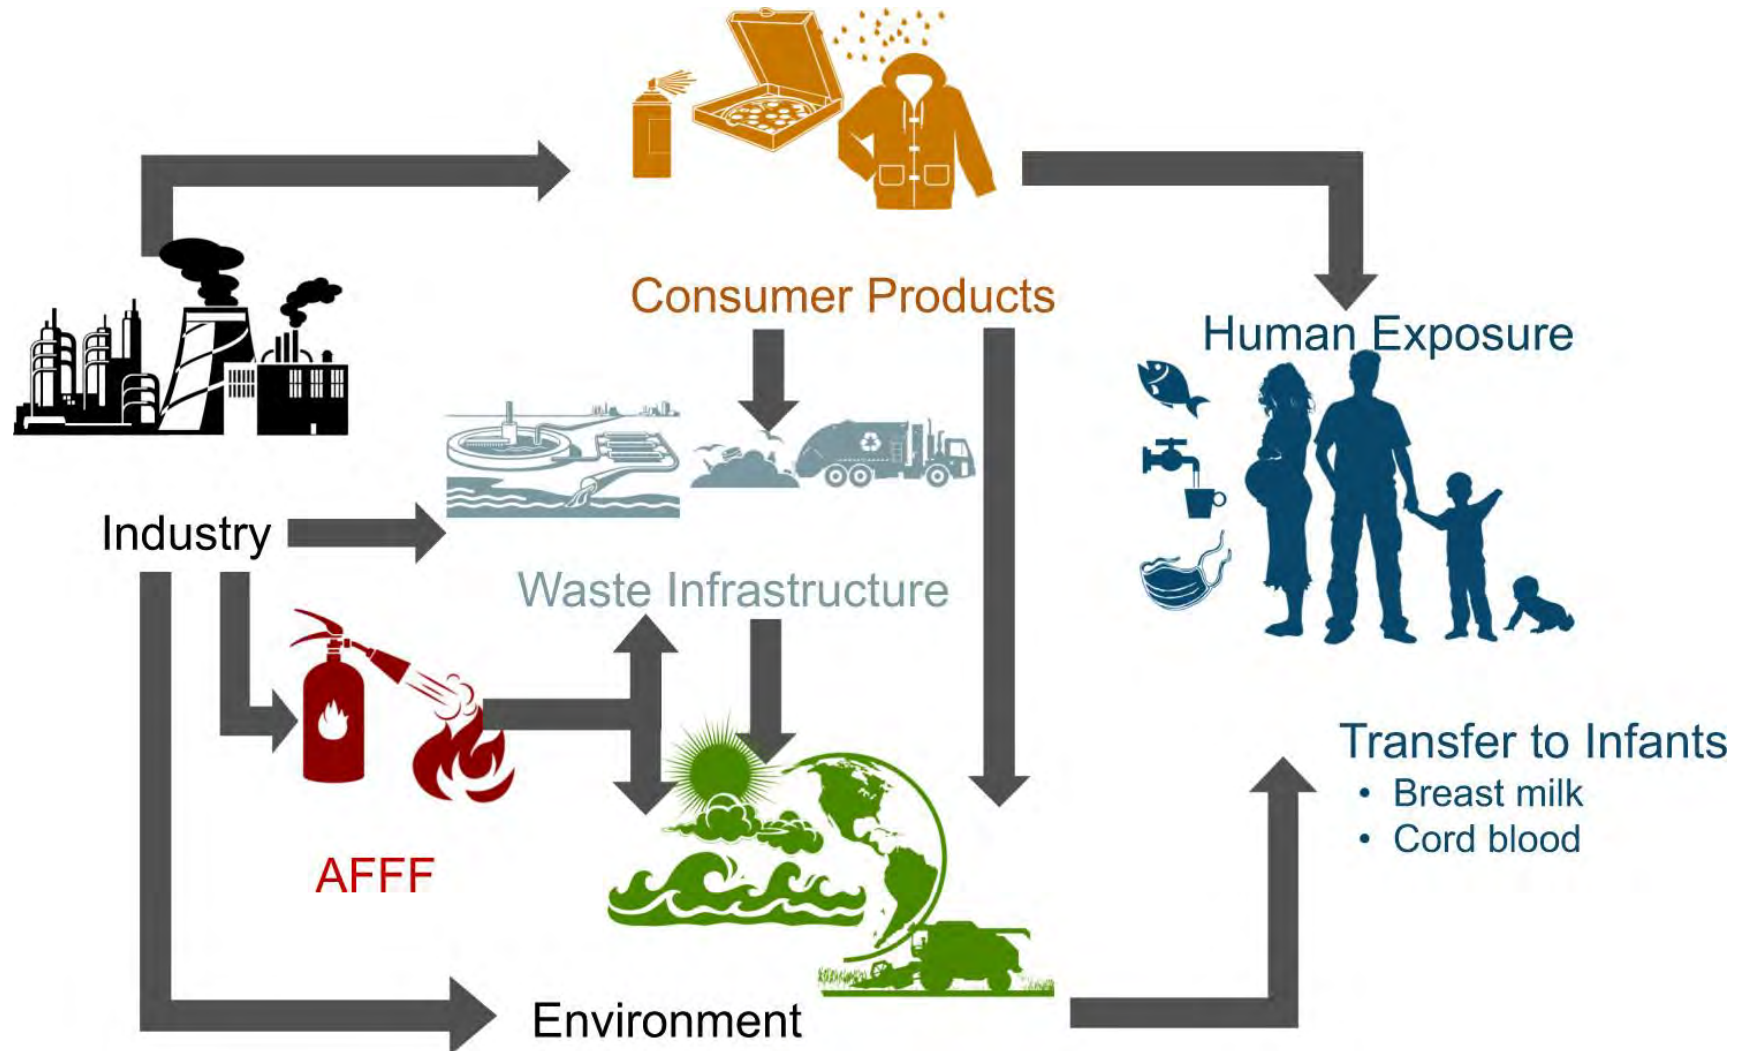 Consumer Products
Human Exposure
Industry
Waste Infrastructure
Transfer to Infants
• Breast milk
• Cord blood
AFFF
Environment